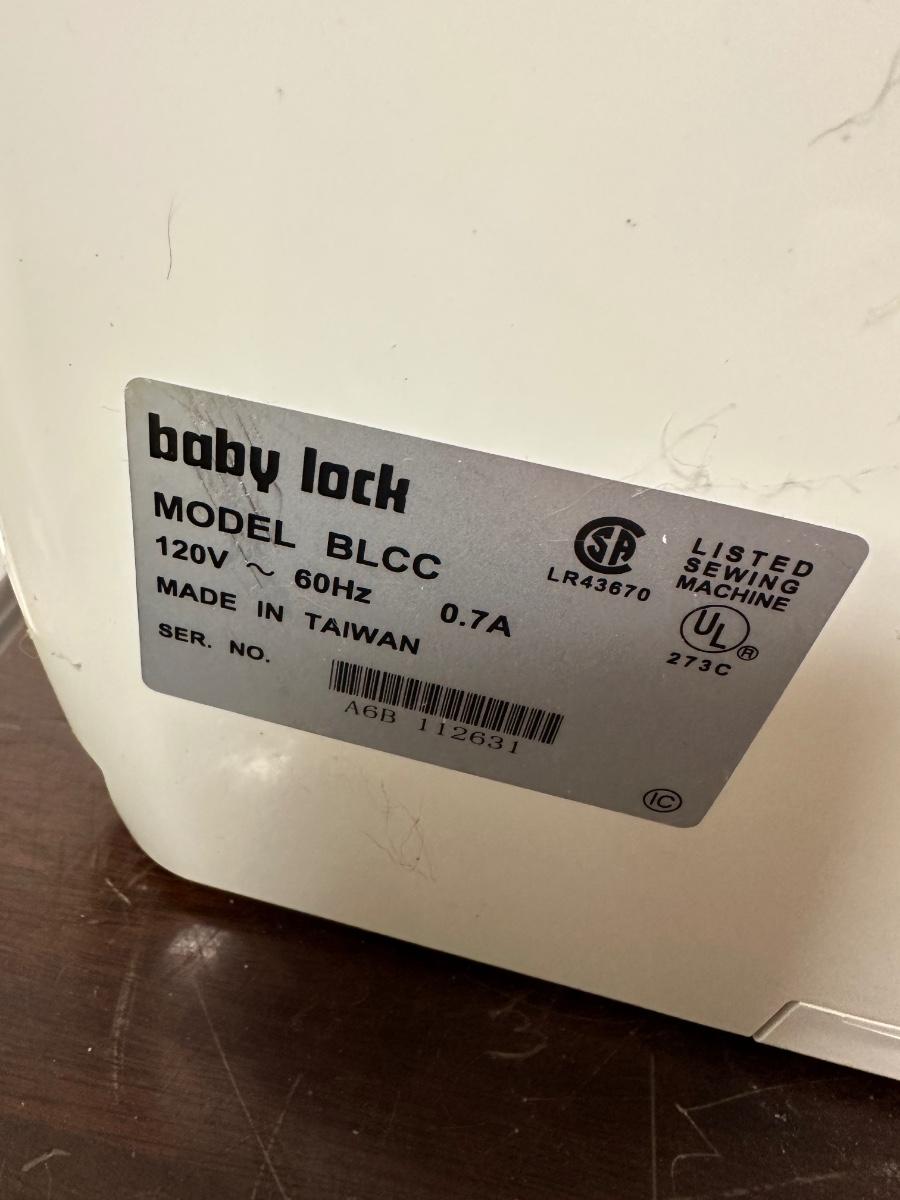 baby lock
MODEL BLCC
120V ~ 60Hz 0.7A
MADE IN TAIWAN
SER. NO.
A6B 112631
SA
LR43670
LISTED
SEWING
MACHINE
UL®
273C
IC